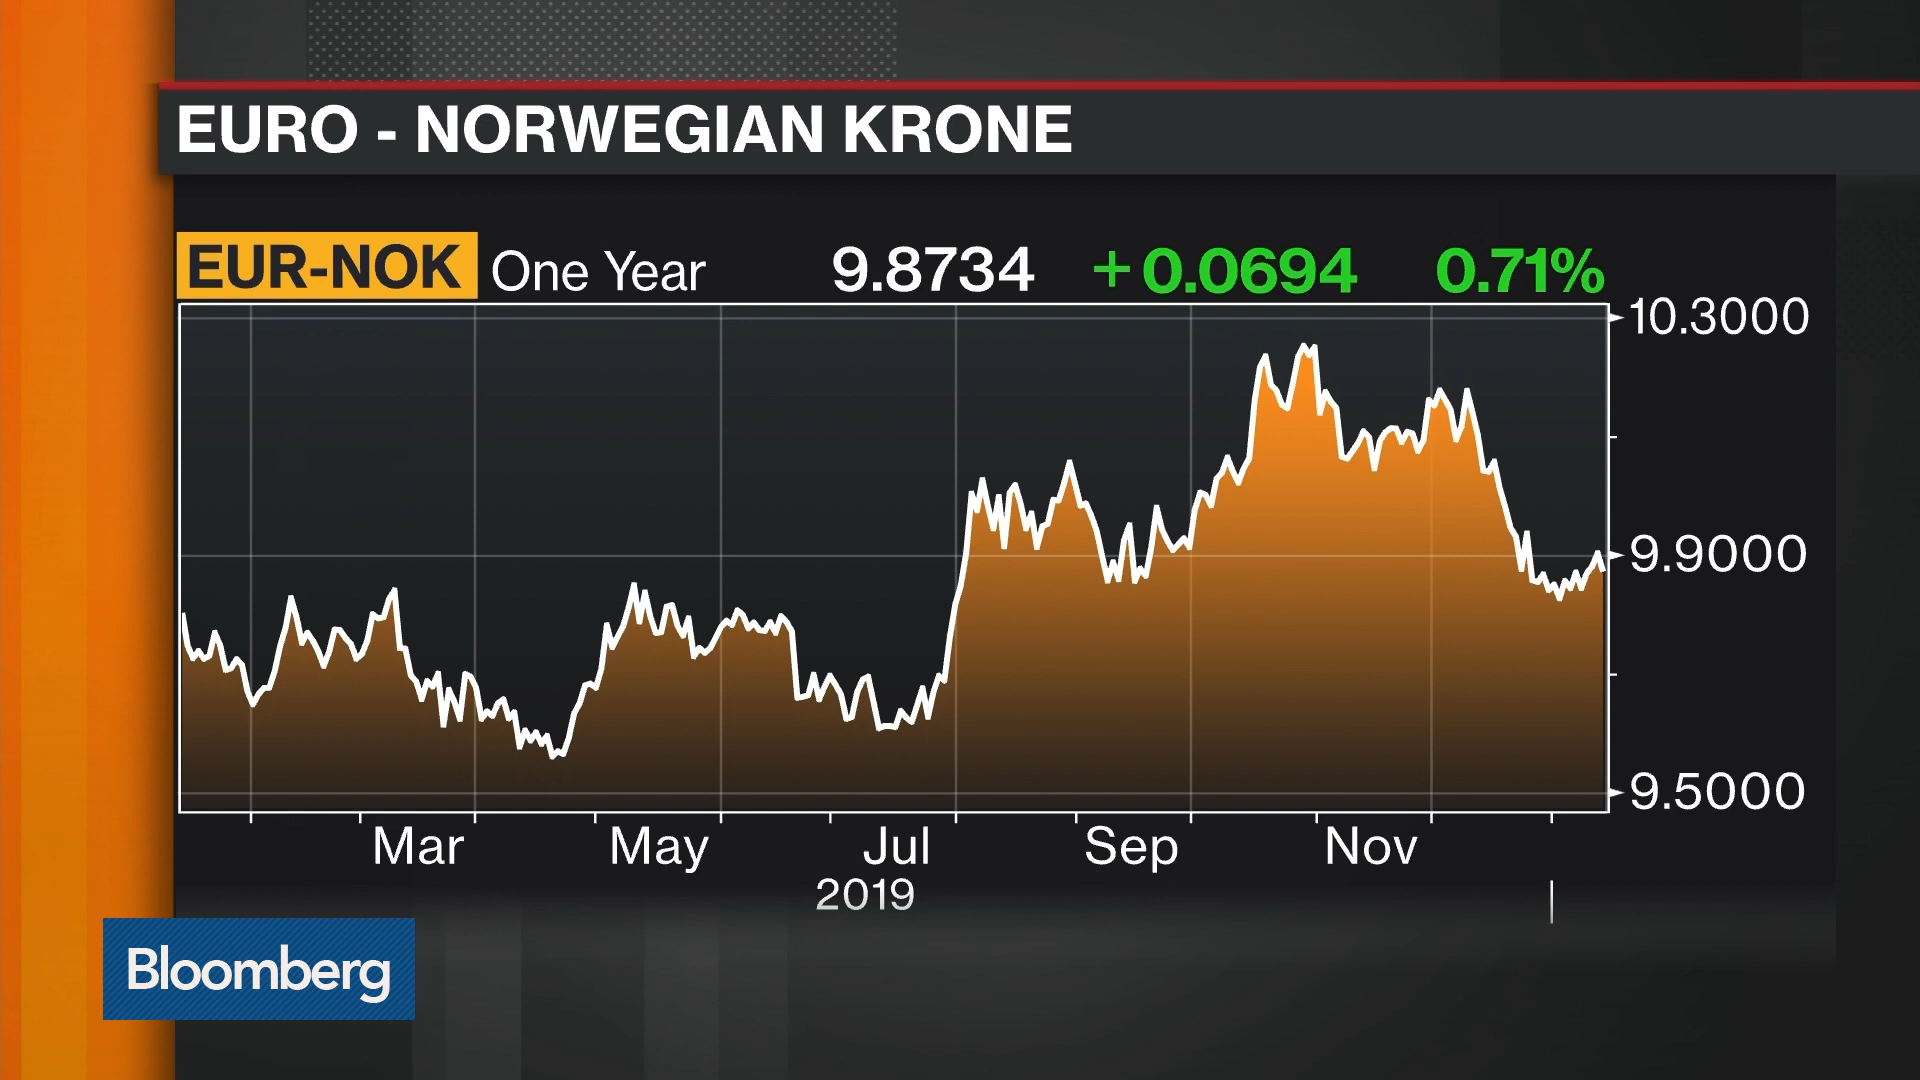 EURO - NORWEGIAN KRONE
EUR-NOK One Year 9.8734 +0.0694 0.71%
10.3000
9.9000
9.5000
Mar May Jul Sep Nov
2019
Bloomberg